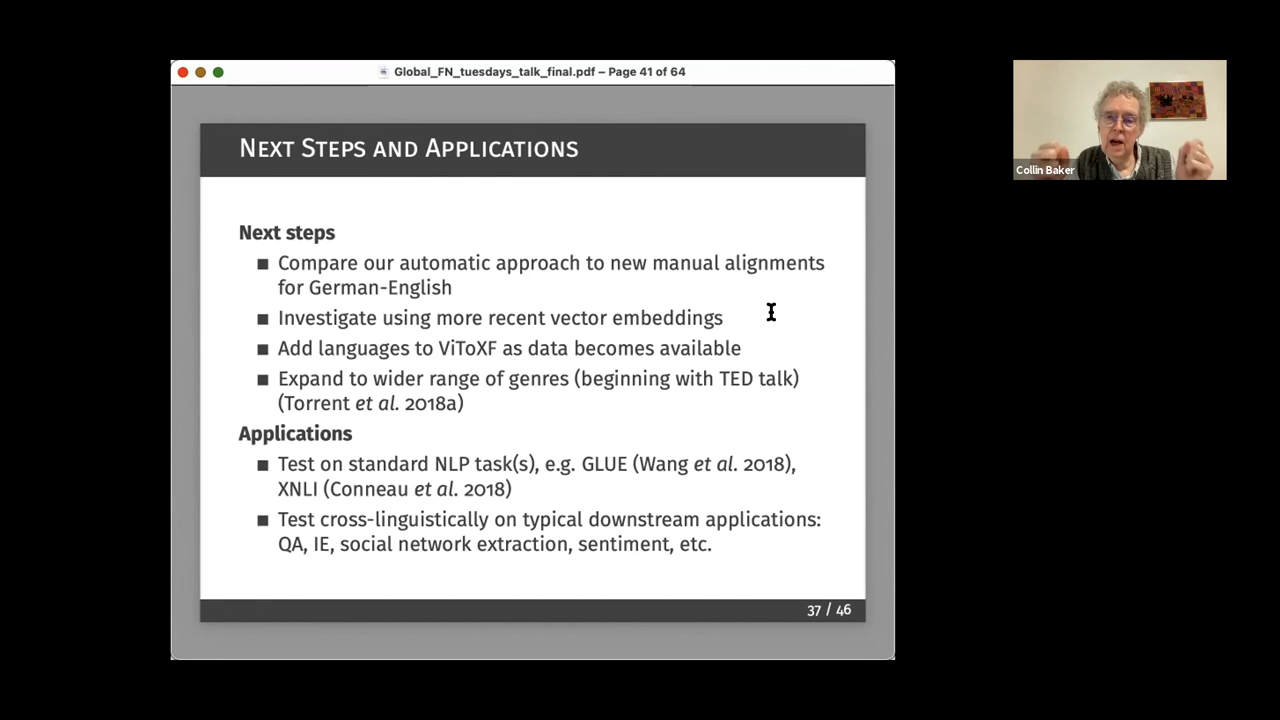 Global_FN_tuesdays_talk_final.pdf – Page 41 of 64
Next Steps and Applications
Next steps
■ Compare our automatic approach to new manual alignments
for German-English
■ Investigate using more recent vector embeddings
■ Add languages to ViToXF as data becomes available
■ Expand to wider range of genres (beginning with TED talk)
(Torrent et al. 2018a)
Applications
■ Test on standard NLP task(s), e.g. GLUE (Wang et al. 2018),
XNLI (Conneau et al. 2018)
■ Test cross-linguistically on typical downstream applications:
QA, IE, social network extraction, sentiment, etc.
37 / 46
Collin Baker